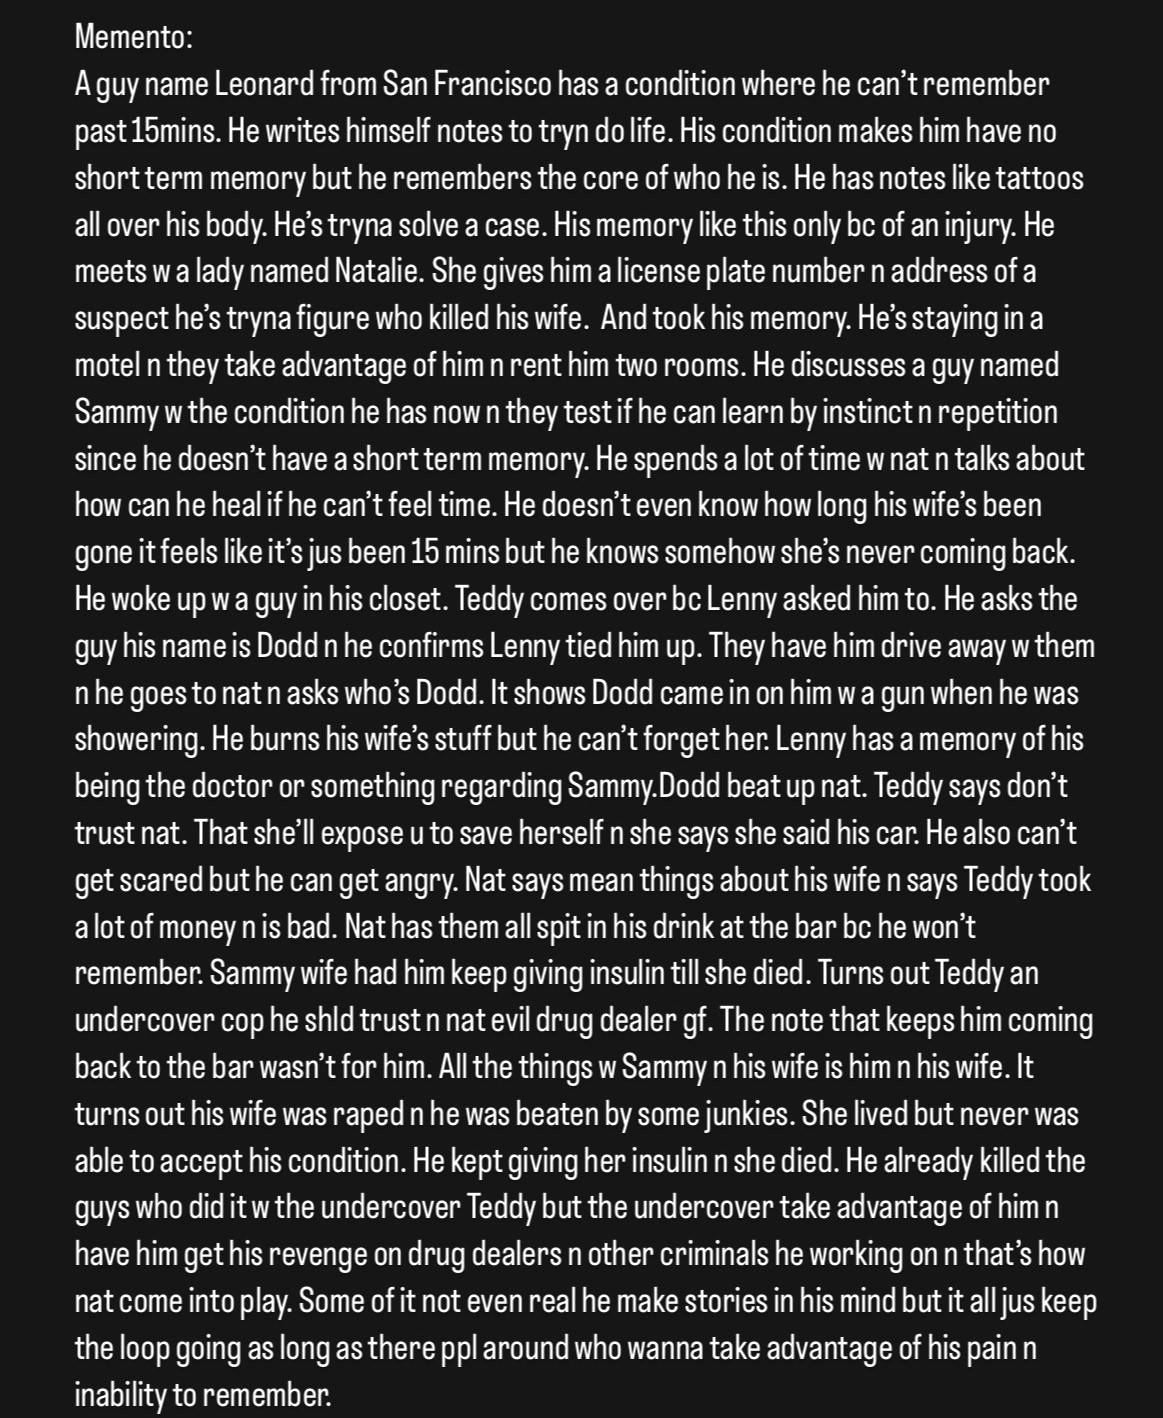 Memento:
A guy name Leonard from San Francisco has a condition where he can't remember
past 15mins. He writes himself notes to tryn do life. His condition makes him have no
short term memory but he remembers the core of who he is. He has notes like tattoos
all over his body. He's tryna solve a case. His memory like this only bc of an injury. He
meets w a lady named Natalie. She gives him a license plate number n address of a
suspect he's tryna figure who killed his wife.  And took his memory. He's staying in a
motel n they take advantage of him n rent him two rooms. He discusses a guy named
Sammy w the condition he has now n they test if he can learn by instinct n repetition
since he doesn't have a short term memory. He spends a lot of time w nat n talks about
how can he heal if he can't feel time. He doesn't even know how long his wife's been
gone it feels like it's jus been 15 mins but he knows somehow she's never coming back.
He woke up w a guy in his closet. Teddy comes over bc Lenny asked him to. He asks the
guy his name is Dodd n he confirms Lenny tied him up. They have him drive away w them
n he goes to nat n asks who's Dodd. It shows Dodd came in on him w a gun when he was
showering. He burns his wife's stuff but he can't forget her. Lenny has a memory of his
being the doctor or something regarding Sammy.Dodd beat up nat. Teddy says don't
trust nat. That she'll expose u to save herself n she says she said his car. He also can't
get scared but he can get angry. Nat says mean things about his wife n says Teddy took
a lot of money n is bad. Nat has them all spit in his drink at the bar bc he won't
remember. Sammy wife had him keep giving insulin till she died. Turns out Teddy an
undercover cop he shld trust n nat evil drug dealer gf. The note that keeps him coming
back to the bar wasn't for him. All the things w Sammy n his wife is him n his wife. It
turns out his wife was raped n he was beaten by some junkies. She lived but never was
able to accept his condition. He kept giving her insulin n she died. He already killed the
guys who did it w the undercover Teddy but the undercover take advantage of him n
have him get his revenge on drug dealers n other criminals he working on n that's how
nat come into play. Some of it not even real he make stories in his mind but it all jus keep
the loop going as long as there ppl around who wanna take advantage of his pain n
inability to remember.